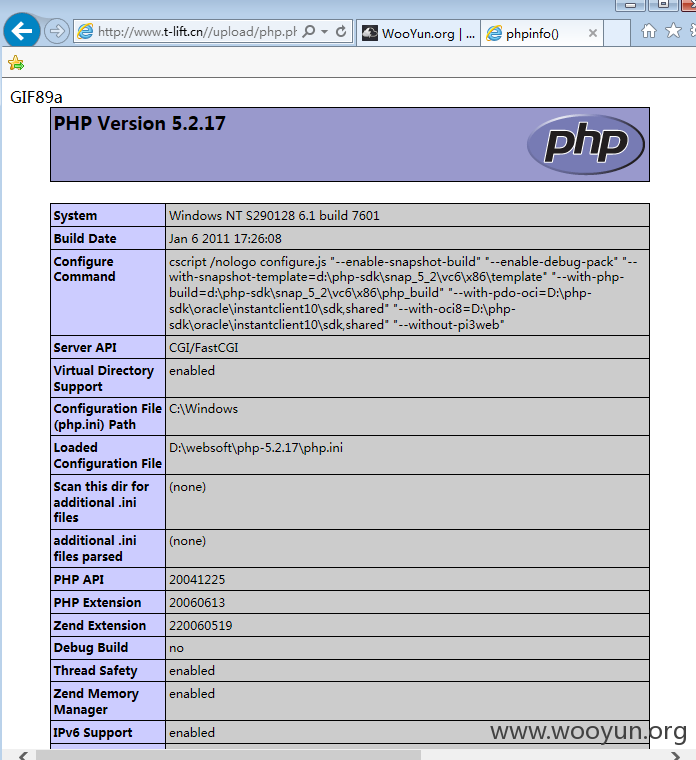 http://www.t-lift.cn//upload/php.ph
WooYun.org | ...
phpinfo()
GIF89a
PHP Version 5.2.17
php
System
Windows NT S290128 6.1 build 7601
Build Date
Jan 6 2011 17:26:08
Configure
Command
cscript /nologo configure.js "--enable-snapshot-build" "--enable-debug-pack" "--
with-snapshot-template=d:\php-sdk\snap_5_2\vc6\x86\template" "--with-php-
build=d:\php-sdk\snap_5_2\vc6\x86\php_build" "--with-pdo-oci=D:\php-
sdk\oracle\instantclient10\sdk,shared" "--with-oci8=D:\php-
sdk\oracle\instantclient10\sdk,shared" "--without-pi3web"
Server API
CGI/FastCGI
Virtual Directory
Support
enabled
Configuration File
(php.ini) Path
C:\Windows
Loaded
Configuration File
D:\websoft\php-5.2.17\php.ini
Scan this dir for
additional .ini
files
(none)
additional .ini
files parsed
(none)
PHP API
20041225
PHP Extension
20060613
Zend Extension
220060519
Debug Build
no
Thread Safety
enabled
Zend Memory
Manager
enabled
IPv6 Support
enabled
www.wooyun.org